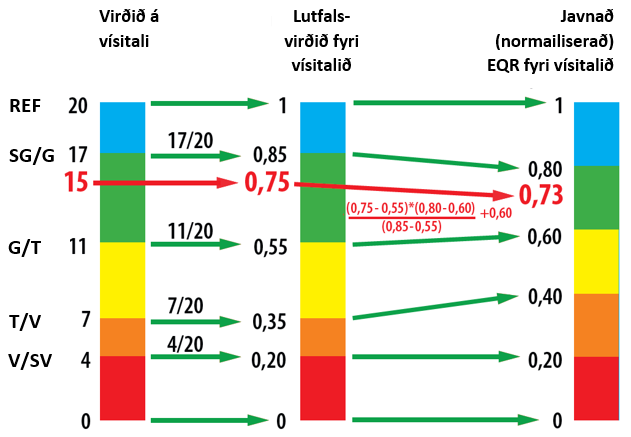 Virðið á
vísitali
Lutfals-
virðið fyri
vísitalið
Javnað
(normailiserað)
EQR fyri vísitalið
REF 20 1 1
SG/G 17 17/20 0,85 0,80
15 0,75 0,73
(0,75 - 0,55)*(0,80 - 0,60)
(0,85 - 0,55)
+0,60
G/T 11 11/20 0,55 0,60
T/V 7 7/20 0,35 0,40
V/SV 4 4/20 0,20 0,20
0 0 0